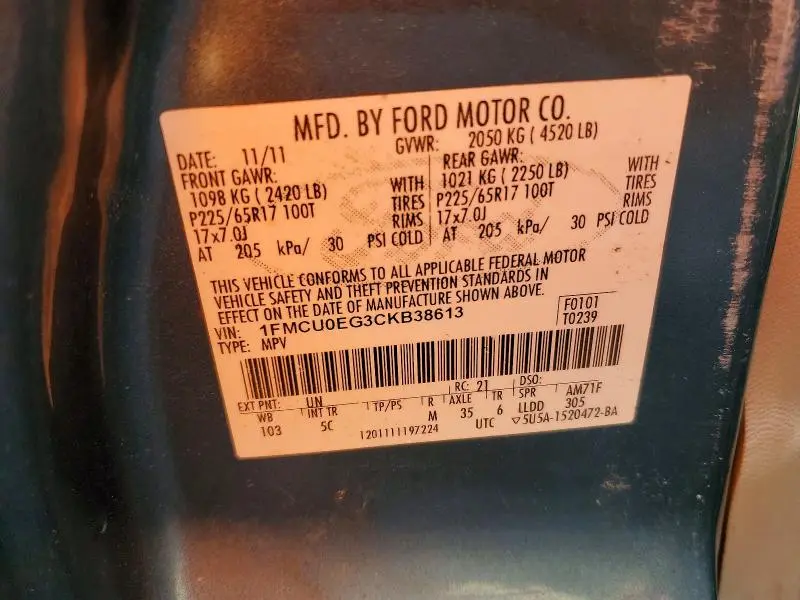 MFD. BY FORD MOTOR CO.
DATE: 11/11 GVWR: 2050 KG ( 4520 LB)
FRONT GAWR: REAR GAWR:
1098 KG ( 2420 LB) WITH 1021 KG ( 2250 LB) WITH
P225/65R17 100T TIRES P225/65R17 100T TIRES
17x7.0J RIMS 17x7.0J RIMS
AT 205 kPa/ 30 PSI COLD AT 205 kPa/ 30 PSI COLD
THIS VEHICLE CONFORMS TO ALL APPLICABLE FEDERAL MOTOR
VEHICLE SAFETY AND THEFT PREVENTION STANDARDS IN
EFFECT ON THE DATE OF MANUFACTURE SHOWN ABOVE.
VIN: 1FMCU0EG3CKB38613 F0101
TYPE: MPV T0239
EXT PNT: UN RC: 21 DSO:
WB INT TR TP/PS R AXLE TR SPR AM71F
103 5C M 35 6 LLDD 305
1201111197224 UTC ▽5U5A-1520472-BA